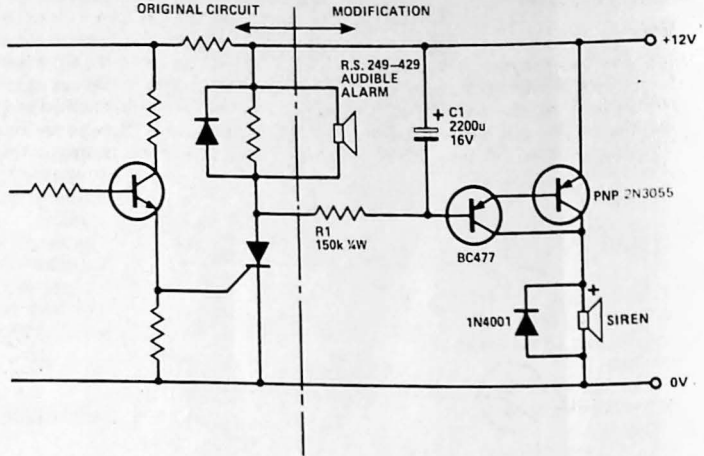 ORIGINAL CIRCUIT
MODIFICATION
+12V
R.S. 249-429
AUDIBLE
ALARM
+
C1
2200u
16V
PNP 2N3055
R1
150k ¼W
BC477
+
1N4001
SIREN
0V